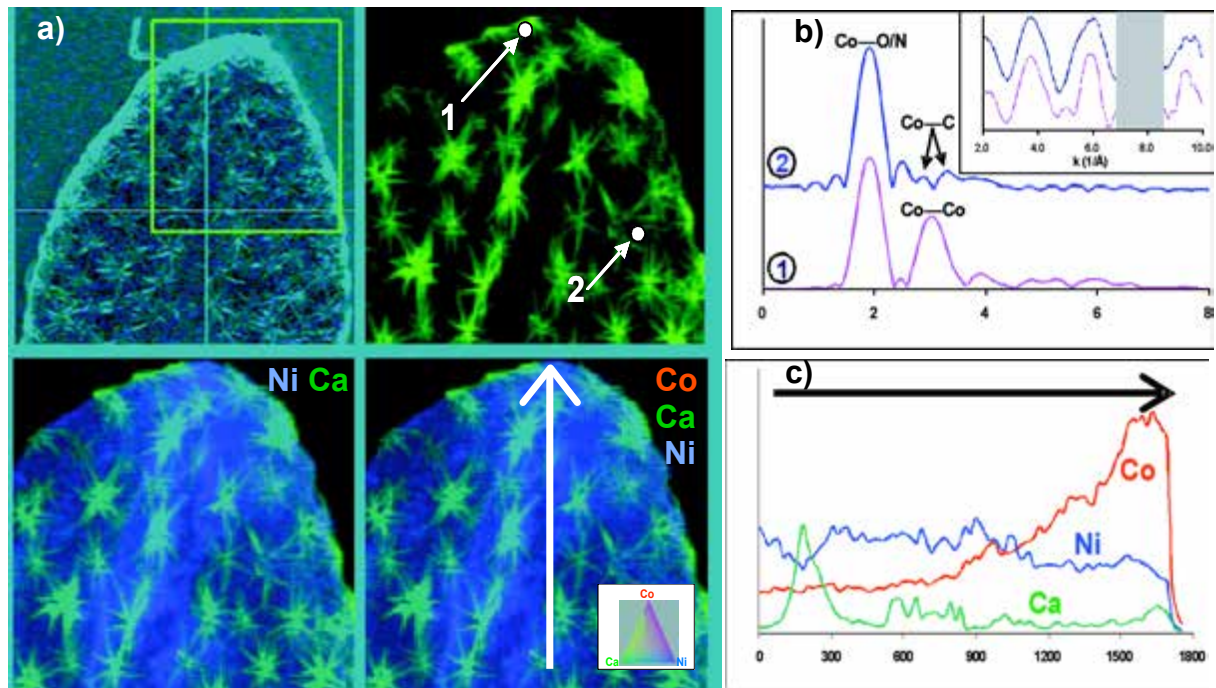 a)
1
2
Ni Ca
Co
Ca
Ni
Co
Ca
Ni
b)
Co—O/N
Co—C
2
Co—Co
1
2.0 4.0 6.0 8.0 10.0
k (1/Å)
0 2 4 6 80
c)
Co
Ni
Ca
0 300 600 900 1200 1500 1800